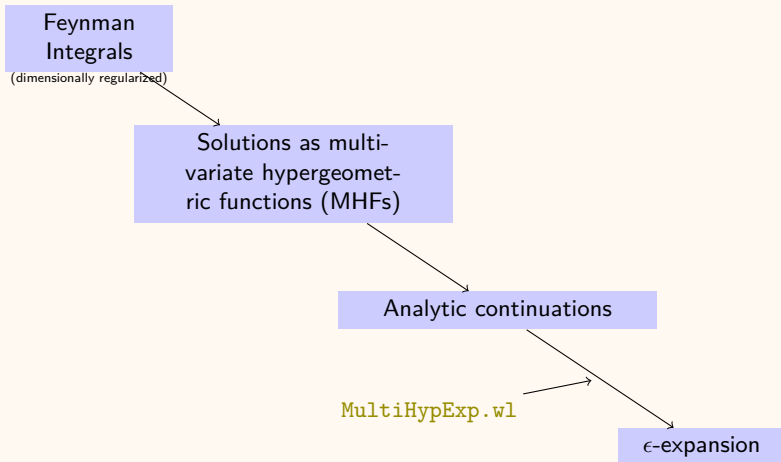 Feynman
Integrals
(dimensionally regularized)
Solutions as multi-
variate hypergeomet-
ric functions (MHFs)
Analytic continuations
MultiHypExp.wl
ϵ-expansion